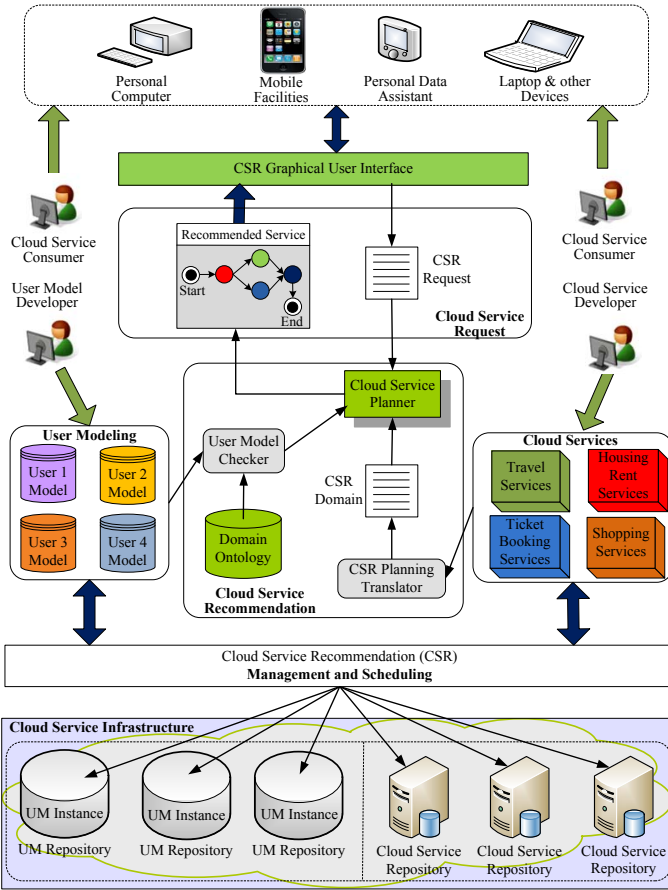 Personal
Computer
Mobile
Facilities
Personal Data
Assistant
Laptop & other
Devices
CSR Graphical User Interface
Cloud Service
Consumer
User Model
Developer
Recommended Service
Start
End
CSR
Request
Cloud Service
Request
Cloud Service
Consumer
Cloud Service
Developer
User Modeling
User 1
Model
User 2
Model
User 3
Model
User 4
Model
Cloud Service
Planner
User Model
Checker
CSR
Domain
Domain
Ontology
CSR Planning
Translator
Cloud Service
Recommendation
Cloud Services
Travel
Services
Housing
Rent
Services
Ticket
Booking
Services
Shopping
Services
Cloud Service Recommendation (CSR)
Management and Scheduling
Cloud Service Infrastructure
UM Instance
UM Repository
UM Instance
UM Repository
UM Instance
UM Repository
Cloud Service
Repository
Cloud Service
Repository
Cloud Service
Repository